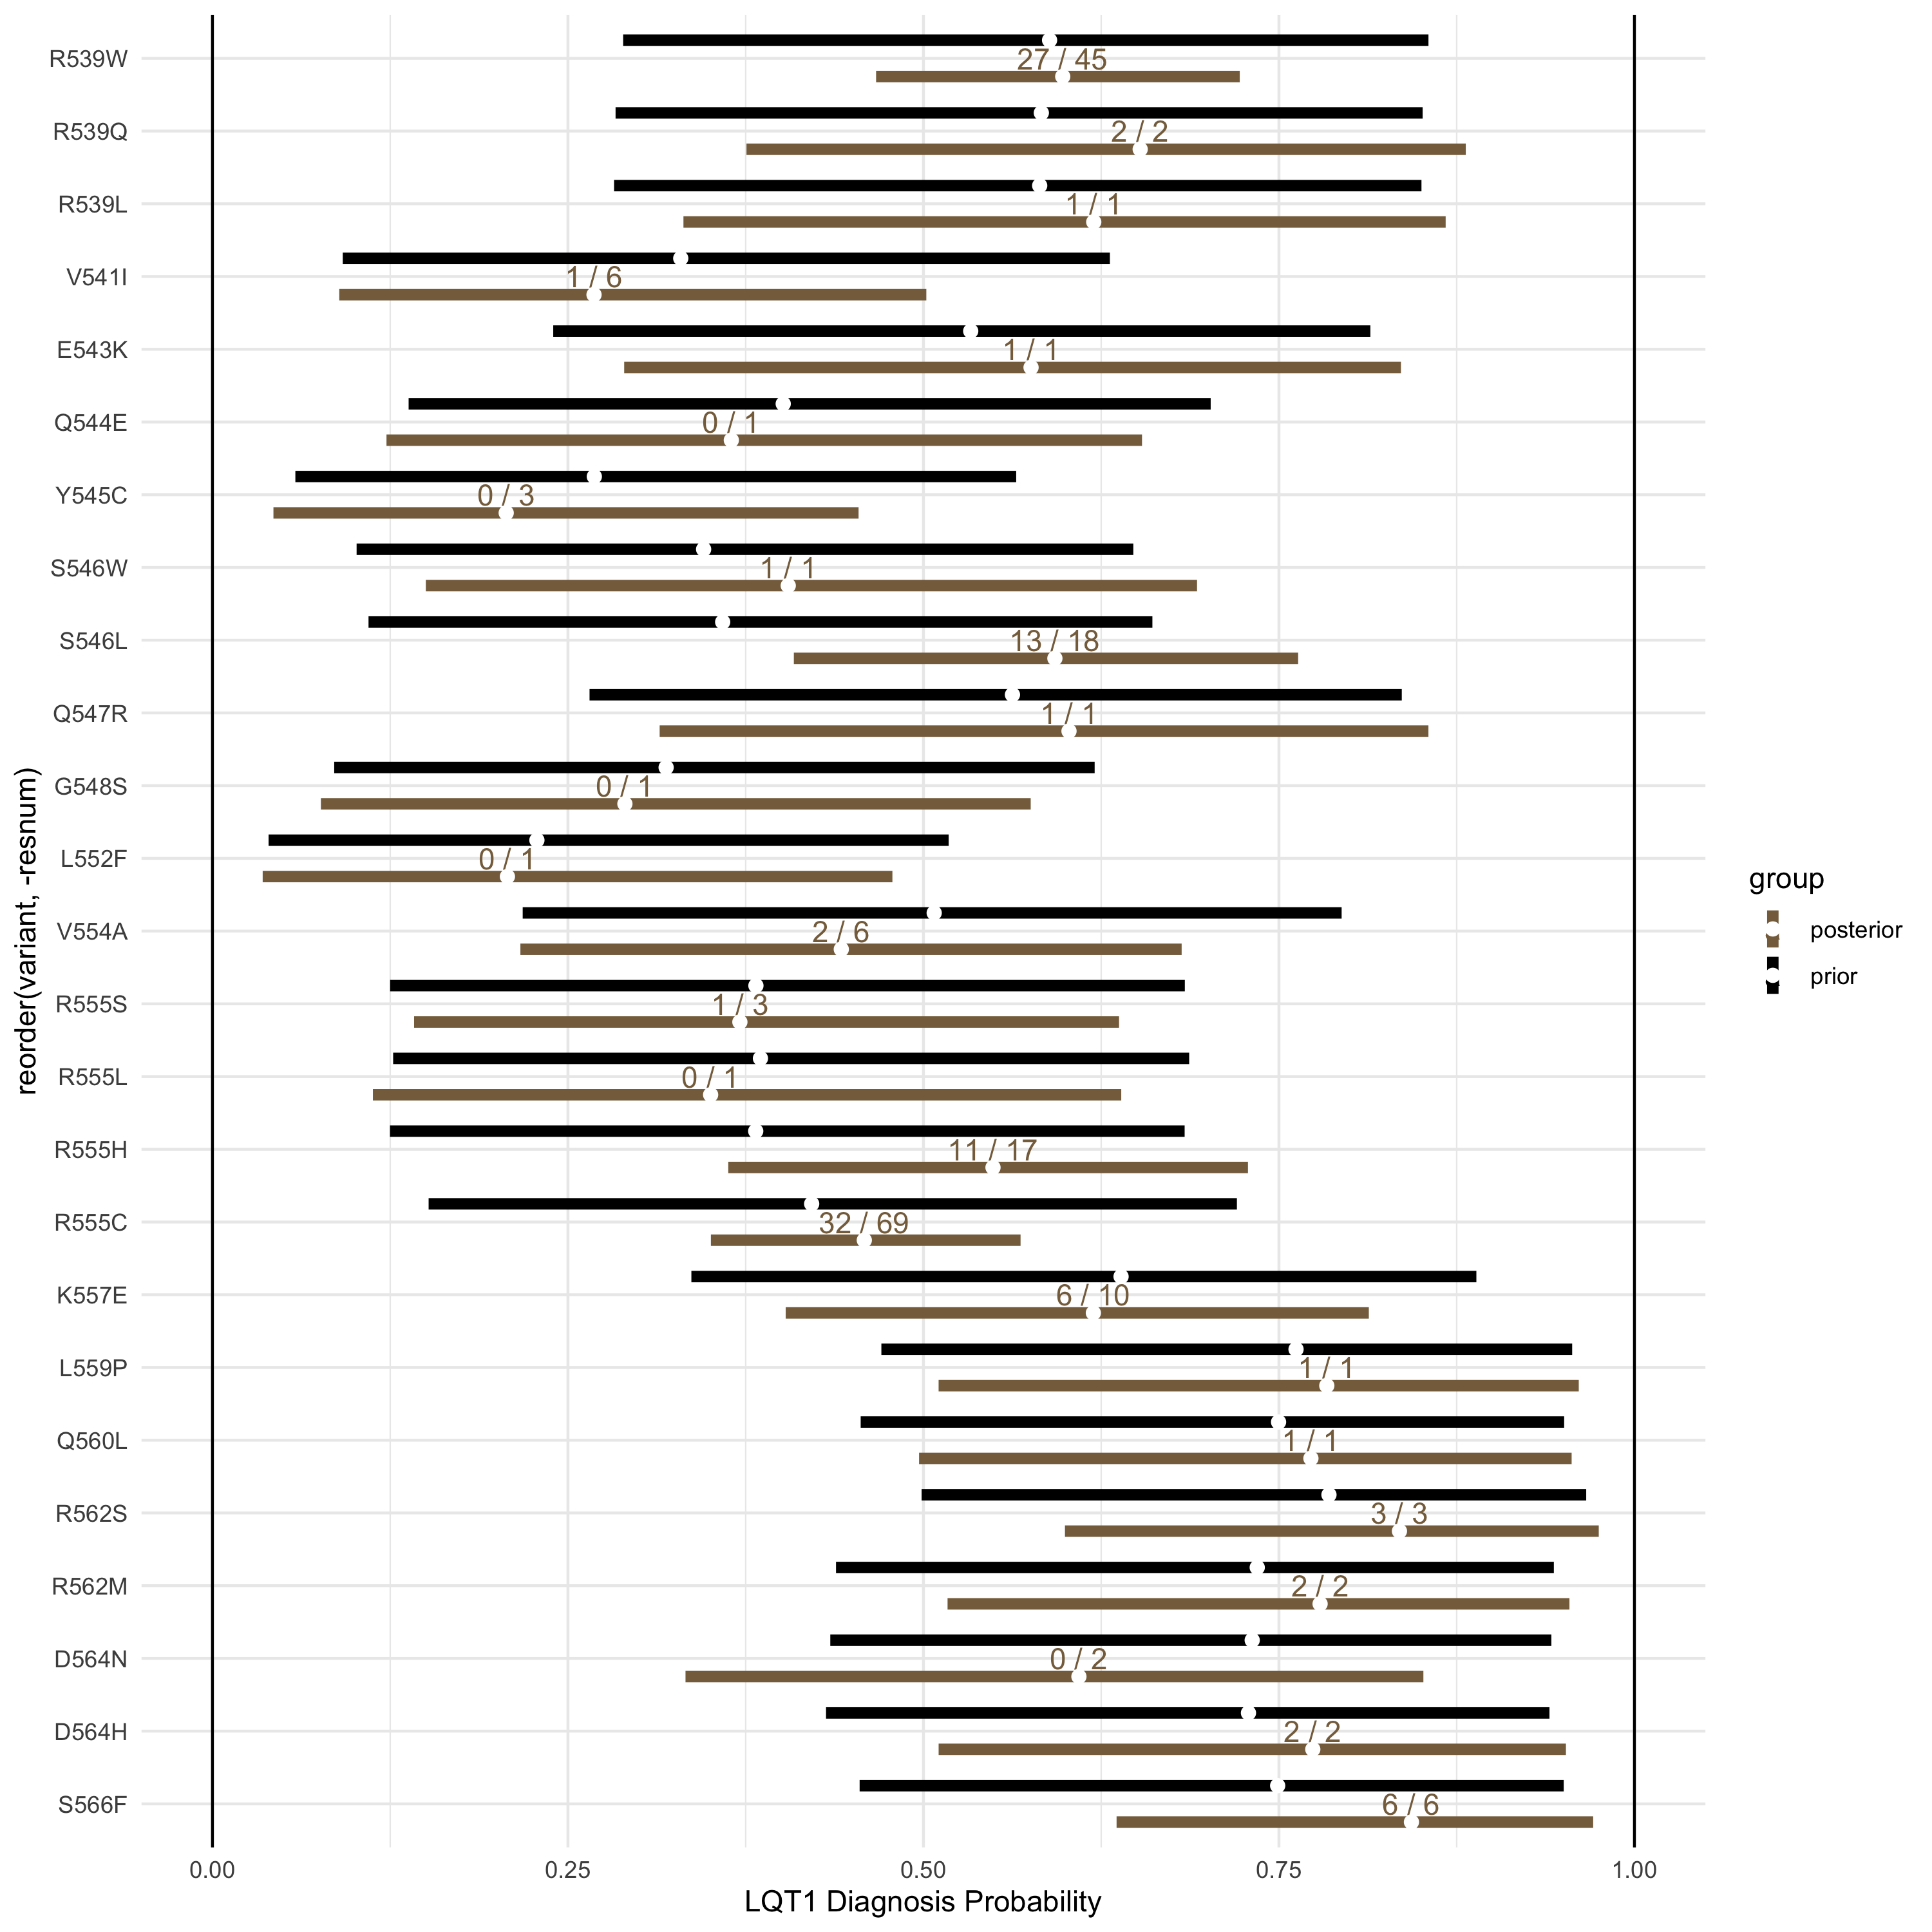 R539W
27 / 45
R539Q
2 / 2
R539L
1 / 1
V541I
1 / 6
E543K
1 / 1
Q544E
0 / 1
Y545C
0 / 3
S546W
1 / 1
S546L
13 / 18
Q547R
1 / 1
G548S
0 / 1
L552F
0 / 1
V554A
2 / 6
R555S
1 / 3
R555L
0 / 1
R555H
11 / 17
R555C
32 / 69
K557E
6 / 10
L559P
1 / 1
Q560L
1 / 1
R562S
3 / 3
R562M
2 / 2
D564N
0 / 2
D564H
2 / 2
S566F
6 / 6
0.00 0.25 0.50 0.75 1.00
LQT1 Diagnosis Probability
reorder(variant, -resnum)
group
posterior
prior